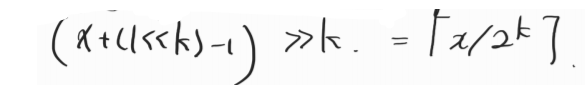 (x+(1<<k)-1) >>k. = ⌈x/2^k⌉.